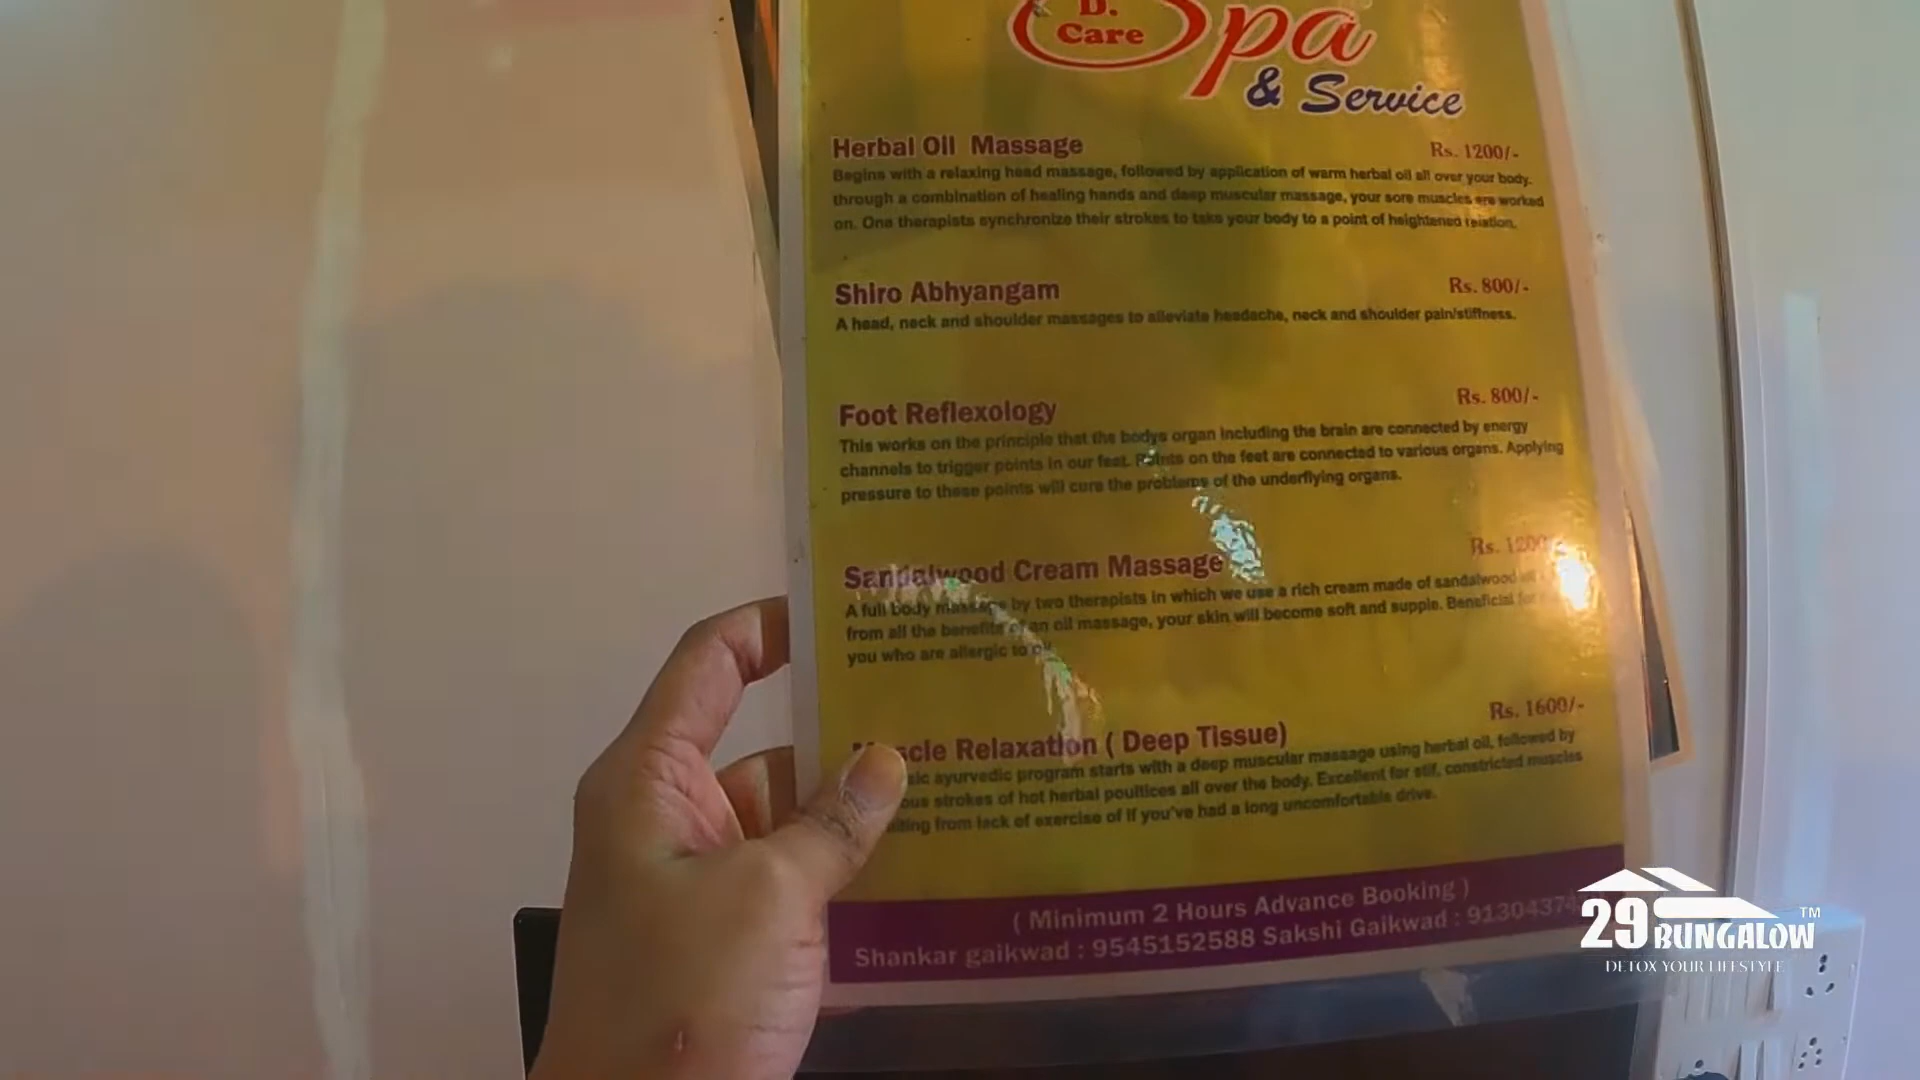 B.
Care
Spa
& Service
Herbal Oil Massage
Rs. 1200/-
Begins with a relaxing head massage, followed by application of warm herbal oil all over your body.
through a combination of healing hands and deep muscular massage, your sore muscles are worked
on. One therapists synchronize their strokes to take your body to a point of heightened relation.
Shiro Abhyangam
Rs. 800/-
A head, neck and shoulder massages to alleviate headache, neck and shoulder pain/stiffness.
Foot Reflexology
Rs. 800/-
This works on the principle that the bodys organ including the brain are connected by energy
channels to trigger points in our feet. Points on the feet are connected to various organs. Applying
pressure to these points will cure the problems of the underflying organs.
Sandalwood Cream Massage
Rs. 1200
A full body massage by two therapists in which we use a rich cream made of sandalwood
from all the benefits of an oil massage, your skin will become soft and supple. Beneficial for
you who are allergic to
Rs. 1600/-
Relaxation ( Deep Tissue)
ayurvedic program starts with a deep muscular massage using herbal oil, followed by
strokes of hot herbal poultices all over the body. Excellent for stif, constricted muscles
from lack of exercise of if you've had a long uncomfortable drive.
( Minimum 2 Hours Advance Booking )
Shankar gaikwad : 9545152588 Sakshi Gaikwad : 91304374
29 BUNGALOW TM
DETOX YOUR LIFESTYLE